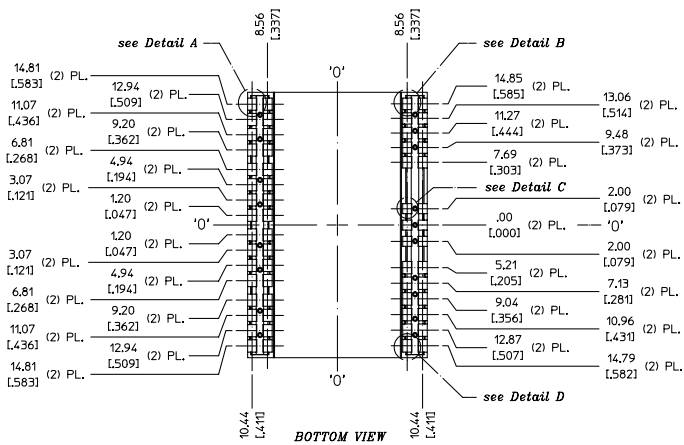 8.56
[.337]
8.56
[.337]
see Detail A
see Detail B
'O'
14.81
[.583] (2) PL.
12.94
[.509] (2) PL.
11.07
[.436] (2) PL.
9.20
[.362] (2) PL.
6.81
[.268] (2) PL.
4.94
[.194] (2) PL.
3.07
[.121] (2) PL.
1.20
[.047] (2) PL.
'O'
1.20
[.047] (2) PL.
3.07
[.121] (2) PL.
4.94
[.194] (2) PL.
6.81
[.268] (2) PL.
9.20
[.362] (2) PL.
11.07
[.436] (2) PL.
12.94
[.509] (2) PL.
14.81
[.583] (2) PL.
14.85
[.585] (2) PL.
13.06
[.514] (2) PL.
11.27
[.444] (2) PL.
9.48
[.373] (2) PL.
7.69
[.303] (2) PL.
see Detail C
2.00
[.079] (2) PL.
.00
[.000] (2) PL.
'O'
2.00
[.079] (2) PL.
5.21
[.205] (2) PL.
7.13
[.281] (2) PL.
9.04
[.356] (2) PL.
10.96
[.431] (2) PL.
12.87
[.507] (2) PL.
14.79
[.582] (2) PL.
'O'
see Detail D
10.44
[.411]
10.44
[.411]
BOTTOM VIEW